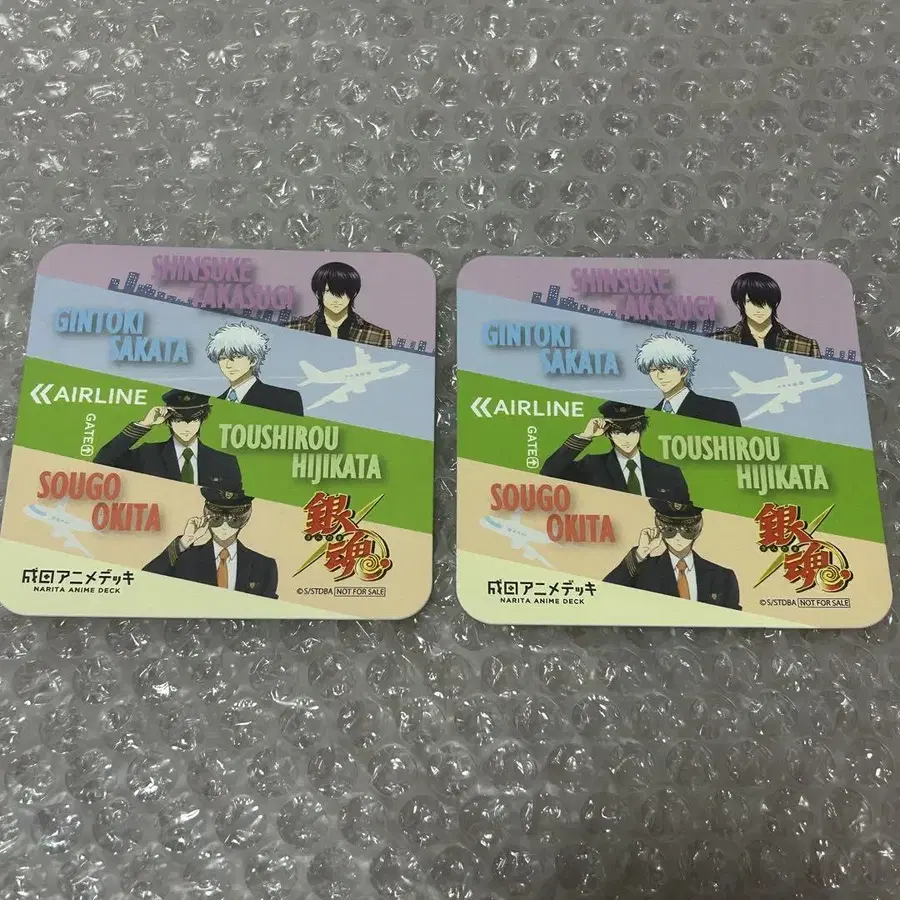 SHINSUKE
TAKASUGI
GINTOKI
SAKATA
AIRLINE
GATE
TOUSHIROU
HIJIKATA
SOUGO
OKITA
銀魂
成田アニメデッキ
NARITA ANIME DECK
©S/STDBA NOT FOR SALE
SHINSUKE
TAKASUGI
GINTOKI
SAKATA
AIRLINE
GATE
TOUSHIROU
HIJIKATA
SOUGO
OKITA
銀魂
成田アニメデッキ
NARITA ANIME DECK
©S/STDBA NOT FOR SALE